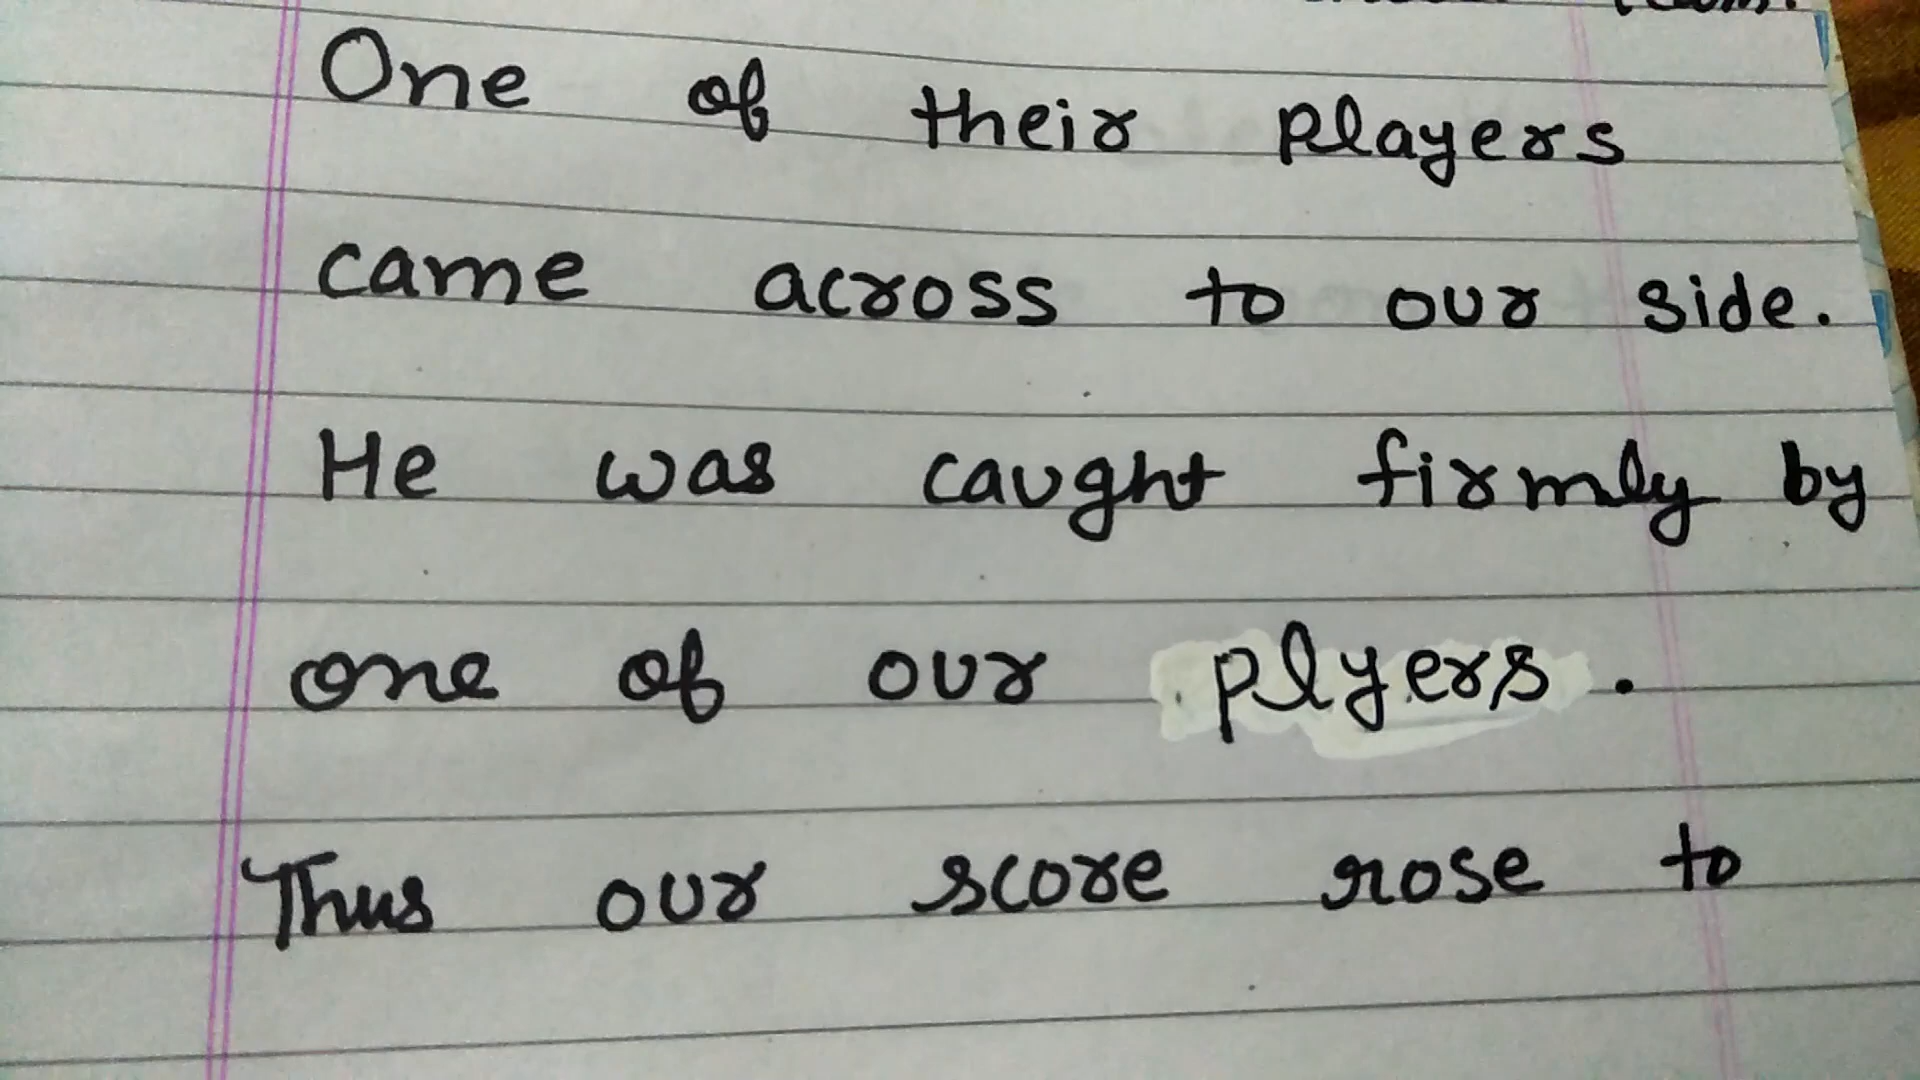 One of their players
came across to our side.
He was caught firmly by
one of our plyers.
Thus our score rose to